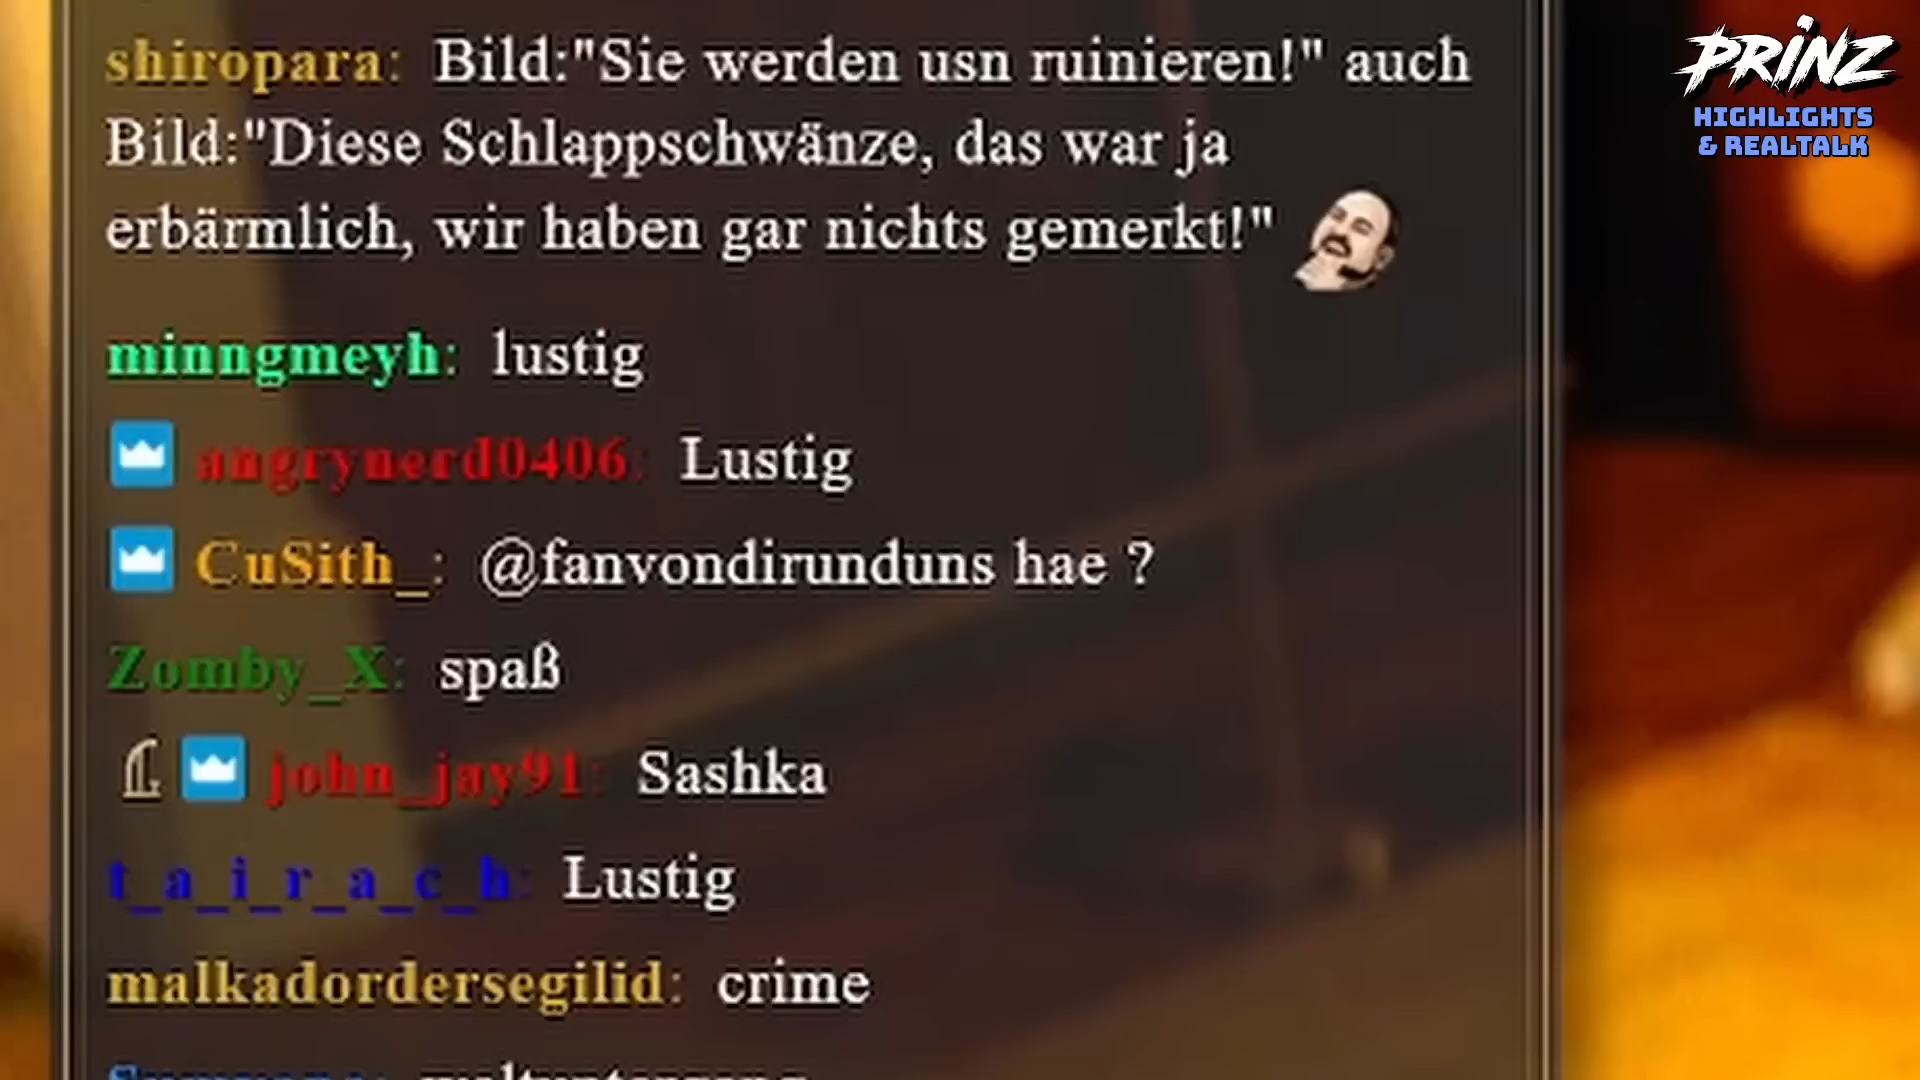 PRINZ
HIGHLIGHTS
& REALTALK
shiropara: Bild:"Sie werden usn ruinieren!" auch
Bild:"Diese Schlappschwänze, das war ja
erbärmlich, wir haben gar nichts gemerkt!"
minngmeyh: lustig
angrynerd0406: Lustig
CuSith_: @fanvondirunduns hae ?
Zomby_X: spaß
john_jay91: Sashka
t_a_i_r_a_c_h: Lustig
malkadordersegilid: crime